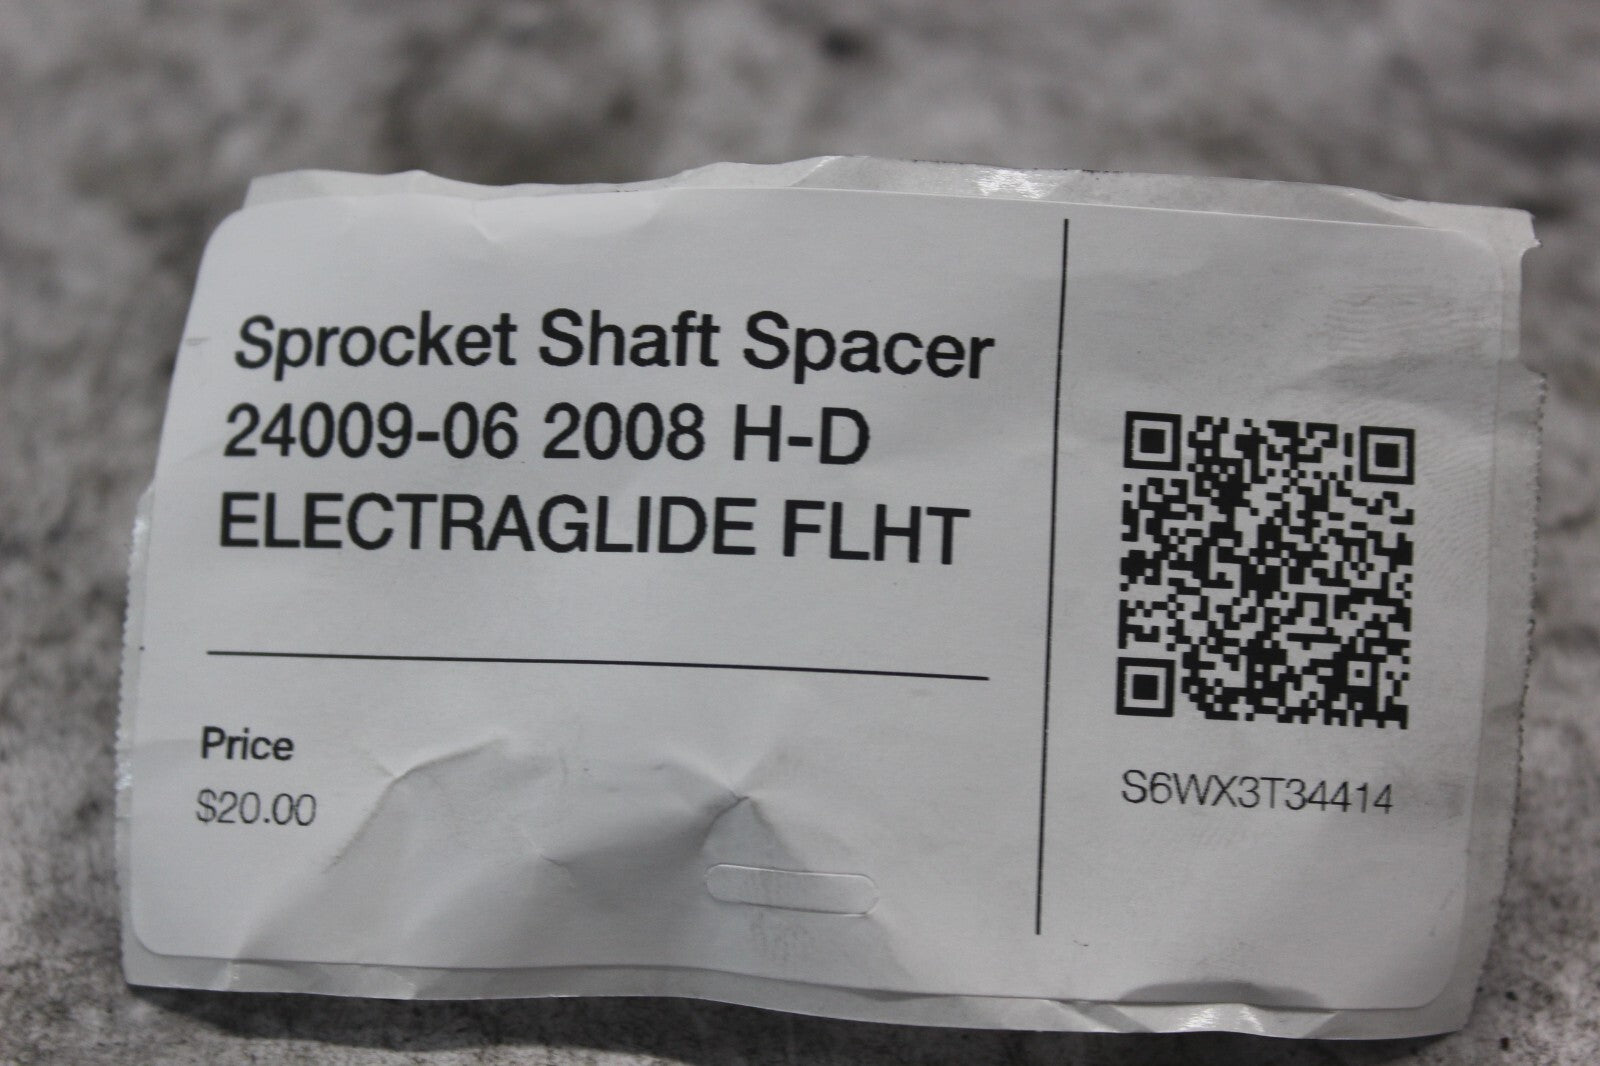 Sprocket Shaft Spacer
24009-06 2008 H-D
ELECTRAGLIDE FLHT
Price
$20.00
S6WX3T34414